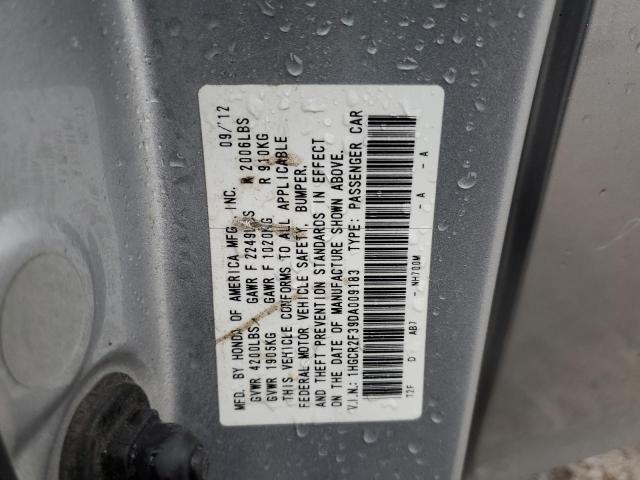 MFD. BY HONDA OF AMERICA MFG., INC. 09/'12
GVWR 4200LBS. GAWR F 2249LBS R 2006LBS
GVWR 1905KG GAWR F 1020KG R 910KG
THIS VEHICLE CONFORMS TO ALL APPLICABLE
FEDERAL MOTOR VEHICLE SAFETY, BUMPER,
AND THEFT PREVENTION STANDARDS IN EFFECT
ON THE DATE OF MANUFACTURE SHOWN ABOVE.
V.I.N.: 1HGCR2F39DA009183 TYPE: PASSENGER CAR
T2F D AB7 -NH700M - A - A